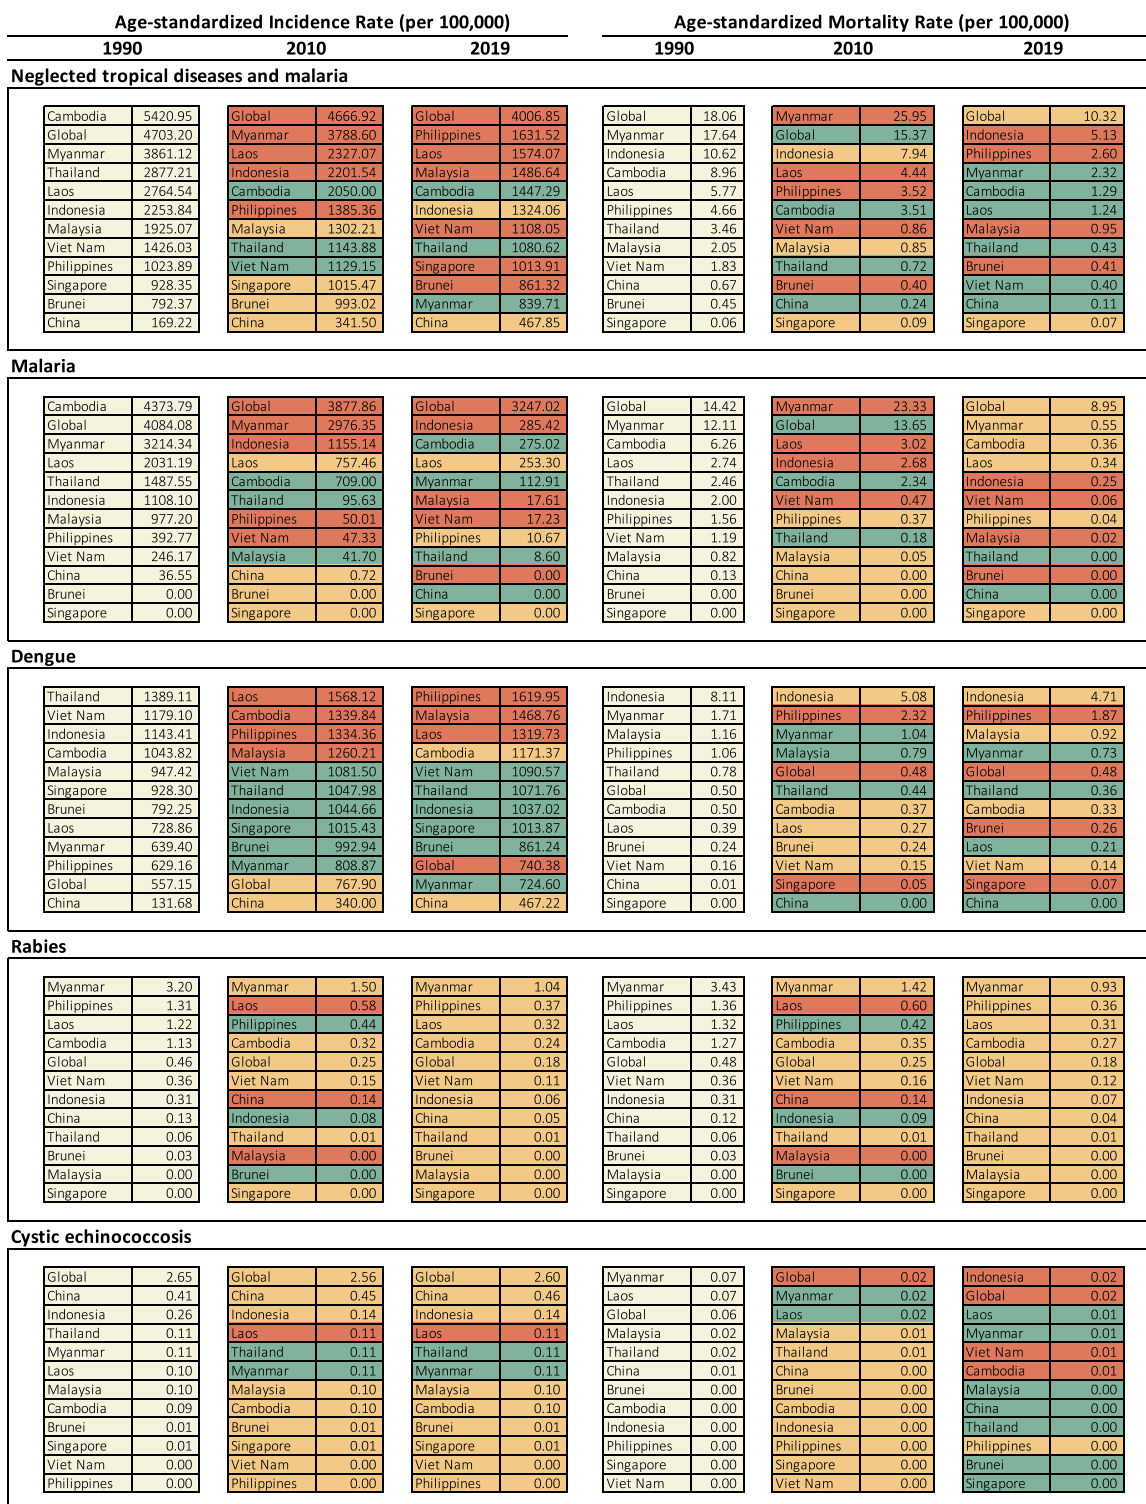 Age-standardized Incidence Rate (per 100,000) Age-standardized Mortality Rate (per 100,000)
1990 2010 2019 1990 2010 2019
Neglected tropical diseases and malaria
Cambodia 5420.95 Global 4666.92 Global 4006.85 Global 18.06 Myanmar 25.95 Global 10.32
Global 4703.20 Myanmar 3788.60 Philippines 1631.52 Myanmar 17.64 Global 15.37 Indonesia 5.13
Myanmar 3861.12 Laos 2327.07 Laos 1574.07 Indonesia 10.62 Indonesia 7.94 Philippines 2.60
Thailand 2877.21 Indonesia 2201.54 Malaysia 1486.64 Cambodia 8.96 Laos 4.44 Myanmar 2.32
Laos 2764.54 Cambodia 2050.00 Cambodia 1447.29 Laos 5.77 Philippines 3.52 Cambodia 1.29
Indonesia 2253.84 Philippines 1385.36 Indonesia 1324.06 Philippines 4.66 Cambodia 3.51 Laos 1.24
Malaysia 1925.07 Malaysia 1302.21 Viet Nam 1108.05 Thailand 3.46 Viet Nam 0.86 Malaysia 0.95
Viet Nam 1426.03 Thailand 1143.88 Thailand 1080.62 Malaysia 2.05 Malaysia 0.85 Thailand 0.43
Philippines 1023.89 Viet Nam 1129.15 Singapore 1013.91 Viet Nam 1.83 Thailand 0.72 Brunei 0.41
Singapore 928.35 Singapore 1015.47 Brunei 861.32 China 0.67 Brunei 0.40 Viet Nam 0.40
Brunei 792.37 Brunei 993.02 Myanmar 839.71 Brunei 0.45 China 0.24 China 0.11
China 169.22 China 341.50 China 467.85 Singapore 0.06 Singapore 0.09 Singapore 0.07
Malaria
Cambodia 4373.79 Global 3877.86 Global 3247.02 Global 14.42 Myanmar 23.33 Global 8.95
Global 4084.08 Myanmar 2976.35 Indonesia 285.42 Myanmar 12.11 Global 13.65 Myanmar 0.55
Myanmar 3214.34 Indonesia 1155.14 Cambodia 275.02 Cambodia 6.26 Laos 3.02 Cambodia 0.36
Laos 2031.19 Laos 757.46 Laos 253.30 Laos 2.74 Indonesia 2.68 Laos 0.34
Thailand 1487.55 Cambodia 709.00 Myanmar 112.91 Thailand 2.46 Cambodia 2.34 Indonesia 0.25
Indonesia 1108.10 Thailand 95.63 Malaysia 17.61 Indonesia 2.00 Viet Nam 0.47 Viet Nam 0.06
Malaysia 977.20 Philippines 50.01 Viet Nam 17.23 Philippines 1.56 Philippines 0.37 Philippines 0.04
Philippines 392.77 Viet Nam 47.33 Philippines 10.67 Viet Nam 1.19 Thailand 0.18 Malaysia 0.02
Viet Nam 246.17 Malaysia 41.70 Thailand 8.60 Malaysia 0.82 Malaysia 0.05 Thailand 0.00
China 36.55 China 0.72 Brunei 0.00 China 0.13 China 0.00 Brunei 0.00
Brunei 0.00 Brunei 0.00 China 0.00 Brunei 0.00 Brunei 0.00 China 0.00
Singapore 0.00 Singapore 0.00 Singapore 0.00 Singapore 0.00 Singapore 0.00 Singapore 0.00
Dengue
Thailand 1389.11 Laos 1568.12 Philippines 1619.95 Indonesia 8.11 Indonesia 5.08 Indonesia 4.71
Viet Nam 1179.10 Cambodia 1339.84 Malaysia 1468.76 Myanmar 1.71 Philippines 2.32 Philippines 1.87
Indonesia 1143.41 Philippines 1334.36 Laos 1319.73 Malaysia 1.16 Myanmar 1.04 Malaysia 0.92
Cambodia 1043.82 Malaysia 1260.21 Cambodia 1171.37 Philippines 1.06 Malaysia 0.79 Myanmar 0.73
Malaysia 947.42 Viet Nam 1081.50 Viet Nam 1090.57 Thailand 0.78 Global 0.48 Global 0.48
Singapore 928.30 Thailand 1047.98 Thailand 1071.76 Global 0.50 Thailand 0.44 Thailand 0.36
Brunei 792.25 Indonesia 1044.66 Indonesia 1037.02 Cambodia 0.50 Cambodia 0.37 Cambodia 0.33
Laos 728.86 Singapore 1015.43 Singapore 1013.87 Laos 0.39 Laos 0.27 Brunei 0.26
Myanmar 639.40 Brunei 992.94 Brunei 861.24 Brunei 0.24 Brunei 0.24 Laos 0.21
Philippines 629.16 Myanmar 808.87 Global 740.38 Viet Nam 0.16 Viet Nam 0.15 Viet Nam 0.14
Global 557.15 Global 767.90 Myanmar 724.60 China 0.01 Singapore 0.05 Singapore 0.07
China 131.68 China 340.00 China 467.22 Singapore 0.00 China 0.00 China 0.00
Rabies
Myanmar 3.20 Myanmar 1.50 Myanmar 1.04 Myanmar 3.43 Myanmar 1.42 Myanmar 0.93
Philippines 1.31 Laos 0.58 Philippines 0.37 Philippines 1.36 Laos 0.60 Philippines 0.36
Laos 1.22 Philippines 0.44 Laos 0.32 Laos 1.32 Philippines 0.42 Laos 0.31
Cambodia 1.13 Cambodia 0.32 Cambodia 0.24 Cambodia 1.27 Cambodia 0.35 Cambodia 0.27
Global 0.46 Global 0.25 Global 0.18 Global 0.48 Global 0.25 Global 0.18
Viet Nam 0.36 Viet Nam 0.15 Viet Nam 0.11 Viet Nam 0.36 Viet Nam 0.16 Viet Nam 0.12
Indonesia 0.31 China 0.14 Indonesia 0.06 Indonesia 0.31 China 0.14 Indonesia 0.07
China 0.13 Indonesia 0.08 China 0.05 China 0.12 Indonesia 0.09 China 0.04
Thailand 0.06 Thailand 0.01 Thailand 0.01 Thailand 0.06 Thailand 0.01 Thailand 0.01
Brunei 0.03 Malaysia 0.00 Brunei 0.00 Brunei 0.03 Malaysia 0.00 Brunei 0.00
Malaysia 0.00 Brunei 0.00 Malaysia 0.00 Malaysia 0.00 Brunei 0.00 Malaysia 0.00
Singapore 0.00 Singapore 0.00 Singapore 0.00 Singapore 0.00 Singapore 0.00 Singapore 0.00
Cystic echinococcosis
Global 2.65 Global 2.56 Global 2.60 Myanmar 0.07 Global 0.02 Indonesia 0.02
China 0.41 China 0.45 China 0.46 Laos 0.07 Myanmar 0.02 Global 0.02
Indonesia 0.26 Indonesia 0.14 Indonesia 0.14 Global 0.06 Laos 0.02 Laos 0.01
Thailand 0.11 Laos 0.11 Laos 0.11 Malaysia 0.02 Malaysia 0.01 Myanmar 0.01
Myanmar 0.11 Thailand 0.11 Thailand 0.11 Thailand 0.02 Thailand 0.01 Viet Nam 0.01
Laos 0.10 Myanmar 0.11 Myanmar 0.11 China 0.01 China 0.00 Cambodia 0.01
Malaysia 0.10 Malaysia 0.10 Malaysia 0.10 Brunei 0.00 Brunei 0.00 Malaysia 0.00
Cambodia 0.09 Cambodia 0.10 Cambodia 0.10 Cambodia 0.00 Cambodia 0.00 China 0.00
Brunei 0.01 Brunei 0.01 Brunei 0.01 Indonesia 0.00 Indonesia 0.00 Thailand 0.00
Singapore 0.01 Singapore 0.01 Singapore 0.01 Philippines 0.00 Philippines 0.00 Philippines 0.00
Viet Nam 0.00 Viet Nam 0.00 Viet Nam 0.00 Singapore 0.00 Singapore 0.00 Brunei 0.00
Philippines 0.00 Philippines 0.00 Philippines 0.00 Viet Nam 0.00 Viet Nam 0.00 Singapore 0.00